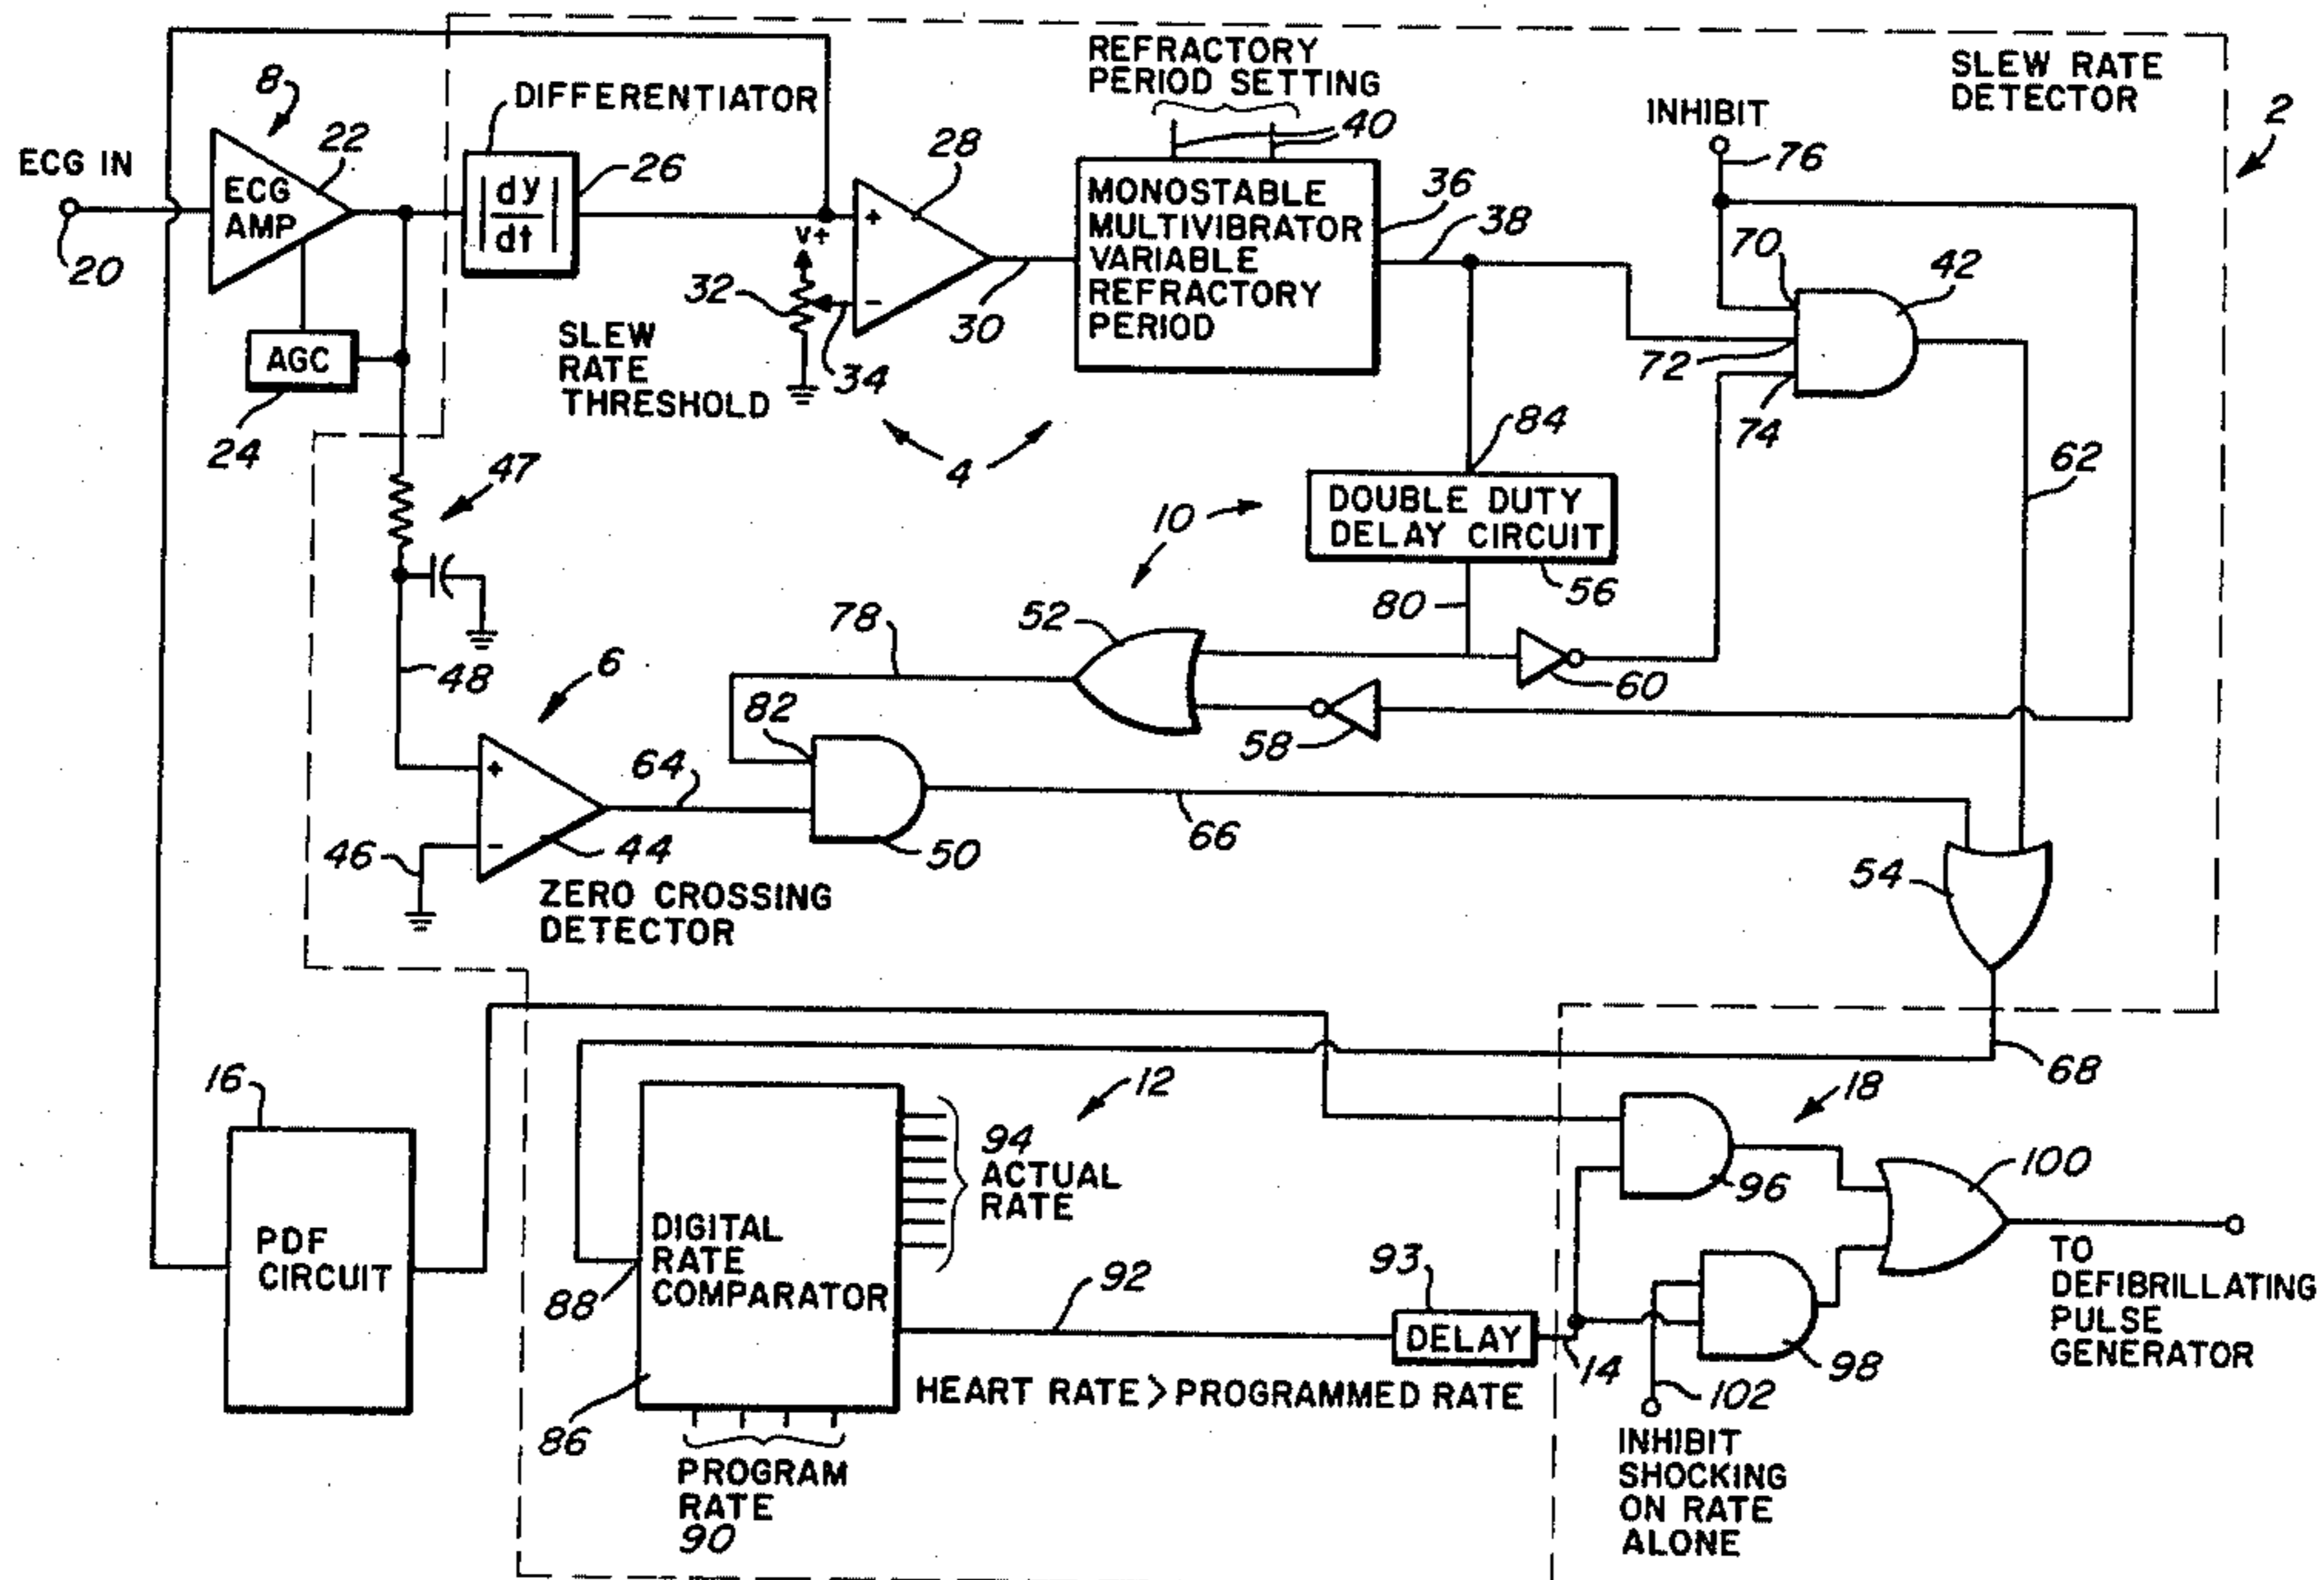 REFRACTORY
PERIOD SETTING
SLEW RATE
DETECTOR
2
8
DIFFERENTIATOR
INHIBIT
40
76
ECG IN
22
26
28
36
38
70
42
ECG
AMP
|dy/dt|
+
V+
MONOSTABLE
MULTIVIBRATOR
VARIABLE
REFRACTORY
PERIOD
20
32
−
34
30
72
74
AGC
24
SLEW
RATE
THRESHOLD
4
84
62
47
10
DOUBLE DUTY
DELAY CIRCUIT
56
80
78
52
60
48
6
82
58
64
+
−
46
44
50
66
54
ZERO CROSSING
DETECTOR
68
16
12
18
94
ACTUAL
RATE
96
100
PDF
CIRCUIT
DIGITAL
RATE
COMPARATOR
88
92
93
DELAY
14
98
TO
DEFIBRILLATING
PULSE
GENERATOR
HEART RATE > PROGRAMMED RATE
102
86
PROGRAM
RATE
90
INHIBIT
SHOCKING
ON RATE
ALONE